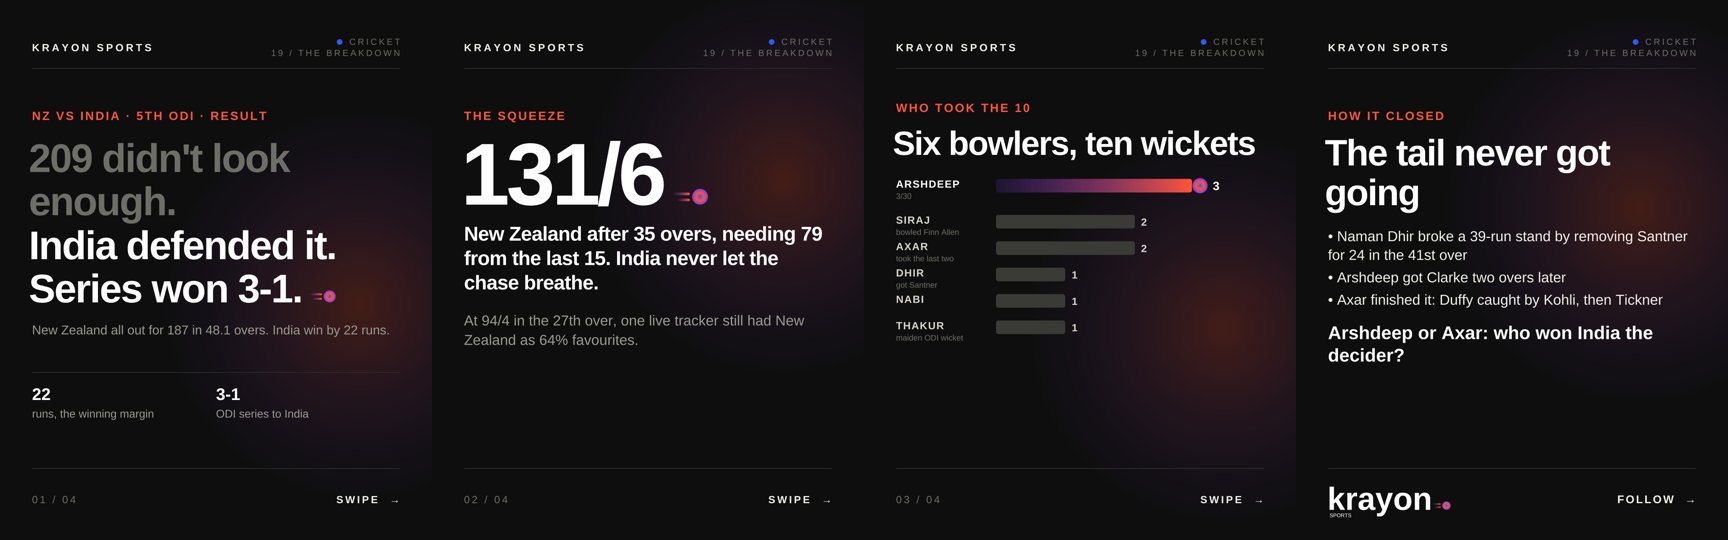 KRAYON SPORTS
CRICKET
19 / THE BREAKDOWN
NZ VS INDIA · 5TH ODI · RESULT
209 didn't look
enough.
India defended it.
Series won 3-1.
New Zealand all out for 187 in 48.1 overs. India win by 22 runs.
22
runs, the winning margin
3-1
ODI series to India
01 / 04
SWIPE →
KRAYON SPORTS
CRICKET
19 / THE BREAKDOWN
THE SQUEEZE
131/6
New Zealand after 35 overs, needing 79
from the last 15. India never let the
chase breathe.
At 94/4 in the 27th over, one live tracker still had New
Zealand as 64% favourites.
02 / 04
SWIPE →
KRAYON SPORTS
CRICKET
19 / THE BREAKDOWN
WHO TOOK THE 10
Six bowlers, ten wickets
ARSHDEEP
3/30
3
SIRAJ
bowled Finn Allen
2
AXAR
took the last two
2
DHIR
got Santner
1
NABI
1
THAKUR
maiden ODI wicket
1
03 / 04
SWIPE →
KRAYON SPORTS
CRICKET
19 / THE BREAKDOWN
HOW IT CLOSED
The tail never got
going
• Naman Dhir broke a 39-run stand by removing Santner
for 24 in the 41st over
• Arshdeep got Clarke two overs later
• Axar finished it: Duffy caught by Kohli, then Tickner
Arshdeep or Axar: who won India the
decider?
krayon
SPORTS
FOLLOW →